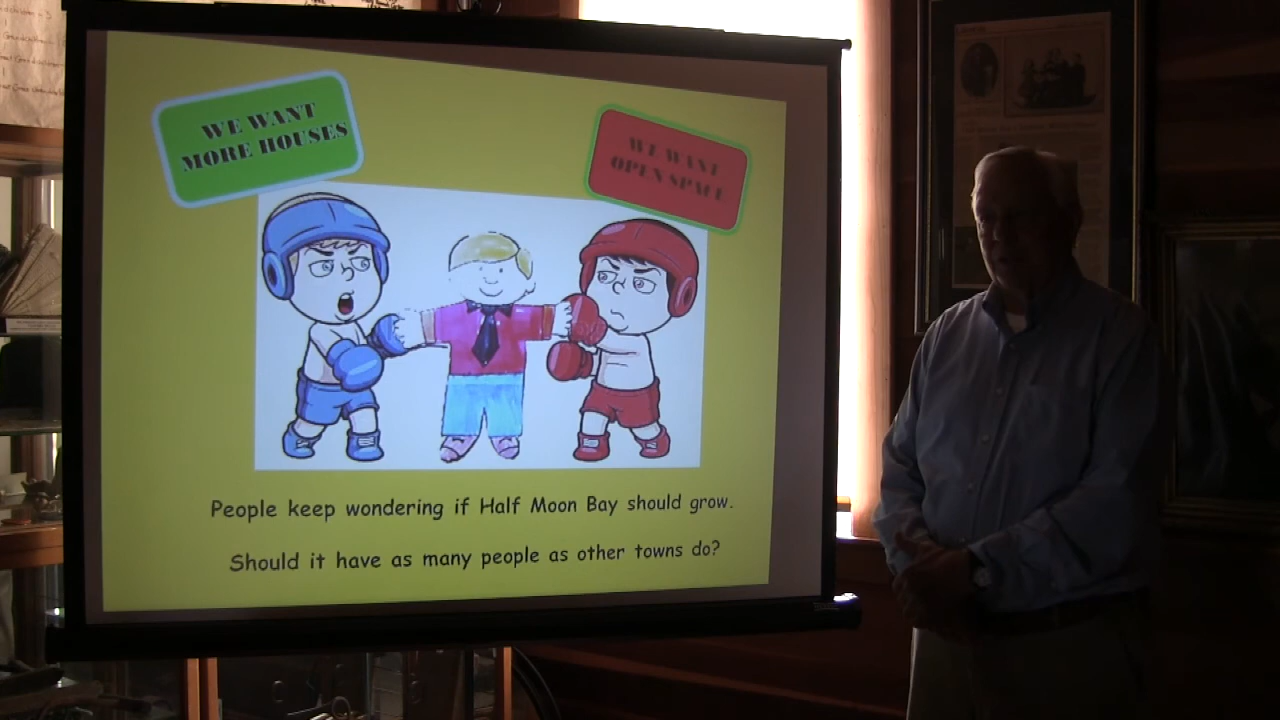 WE WANT
MORE HOUSES
WE WANT
OPEN SPACE
People keep wondering if Half Moon Bay should grow.
Should it have as many people as other towns do?